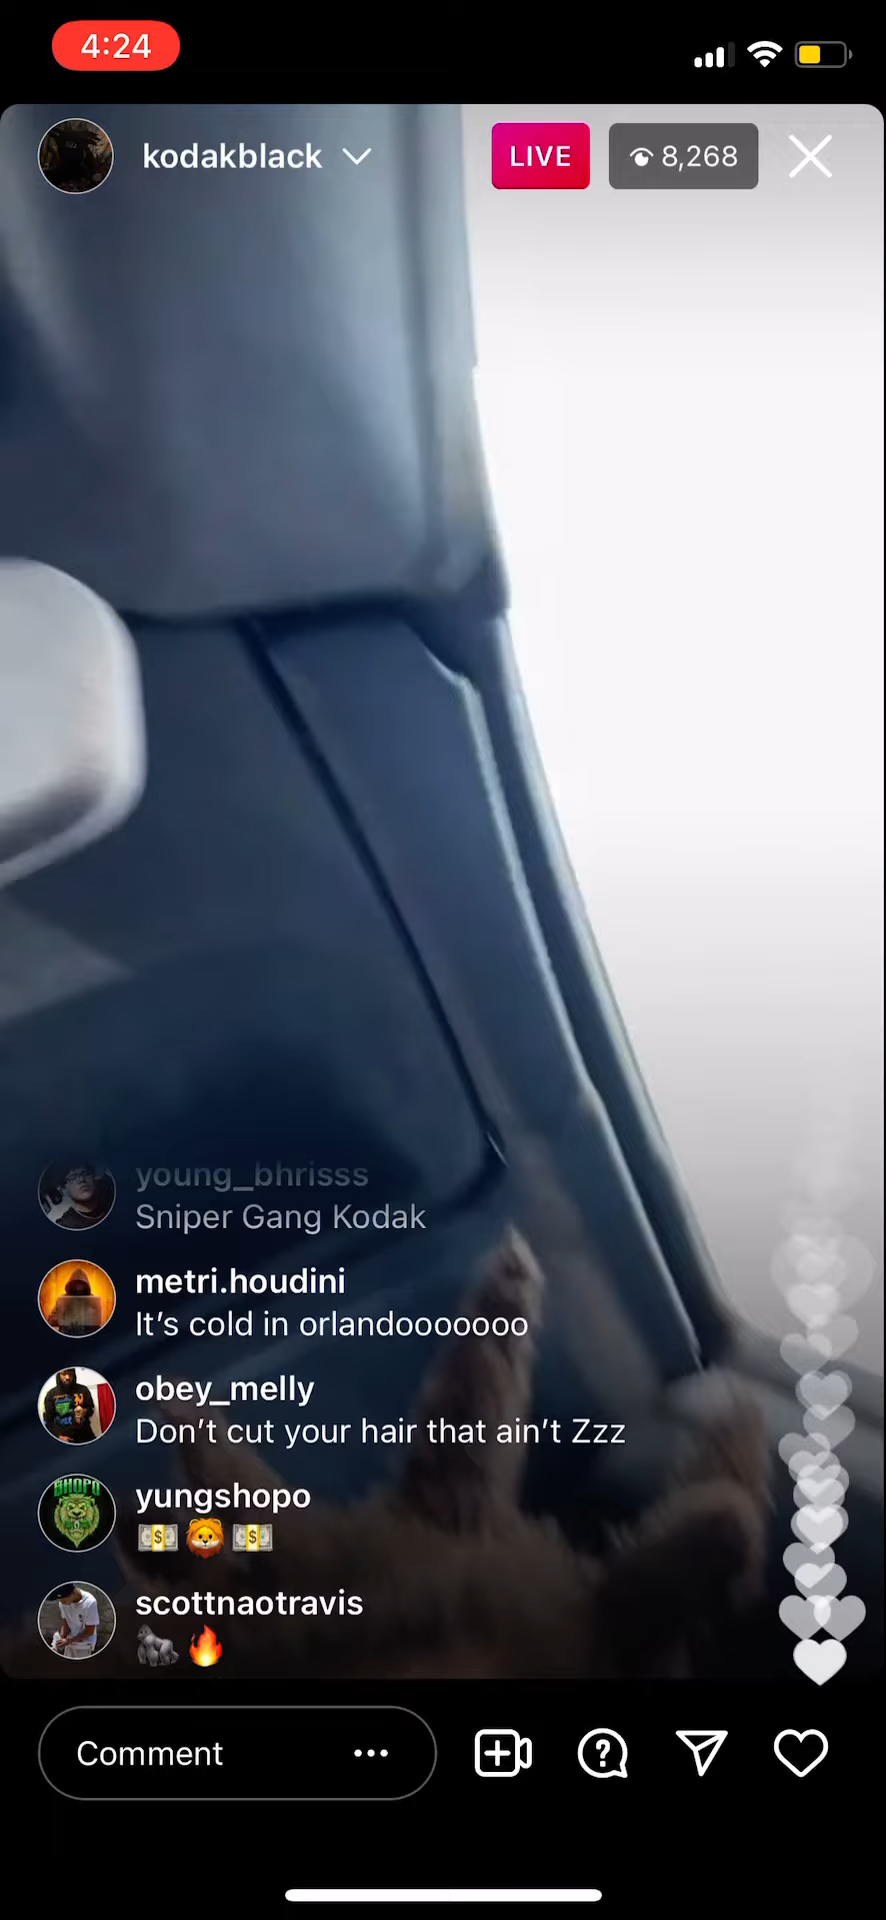 4:24
kodakblack
LIVE
8,268
young_bhrisss
Sniper Gang Kodak
metri.houdini
It's cold in orlandooooooo
obey_melly
Don't cut your hair that ain't Zzz
SHOPO
yungshopo
💵🦁💵
scottnaotravis
🦍🔥
Comment